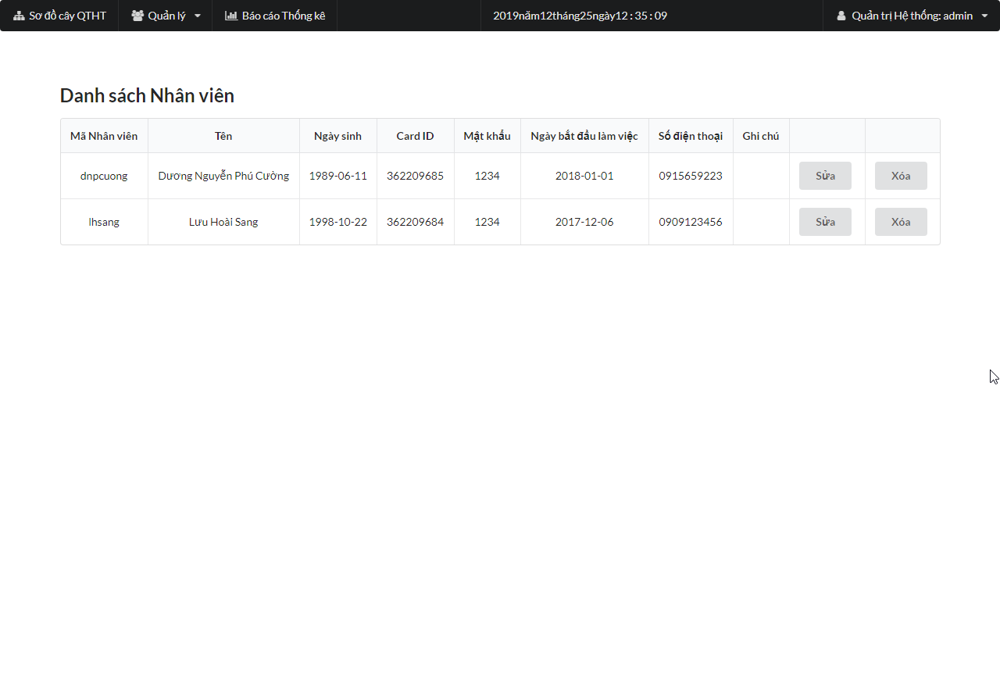 Sơ đồ cây QTHT Quản lý Báo cáo Thống kê 2019năm12tháng25ngày12 : 35 : 09 Quản trị Hệ thống: admin
Danh sách Nhân viên
Mã Nhân viên Tên Ngày sinh Card ID Mật khẩu Ngày bắt đầu làm việc Số điện thoại Ghi chú
dnpcuong Dương Nguyễn Phú Cường 1989-06-11 362209685 1234 2018-01-01 0915659223 Sửa Xóa
lhsang Lưu Hoài Sang 1998-10-22 362209684 1234 2017-12-06 0909123456 Sửa Xóa